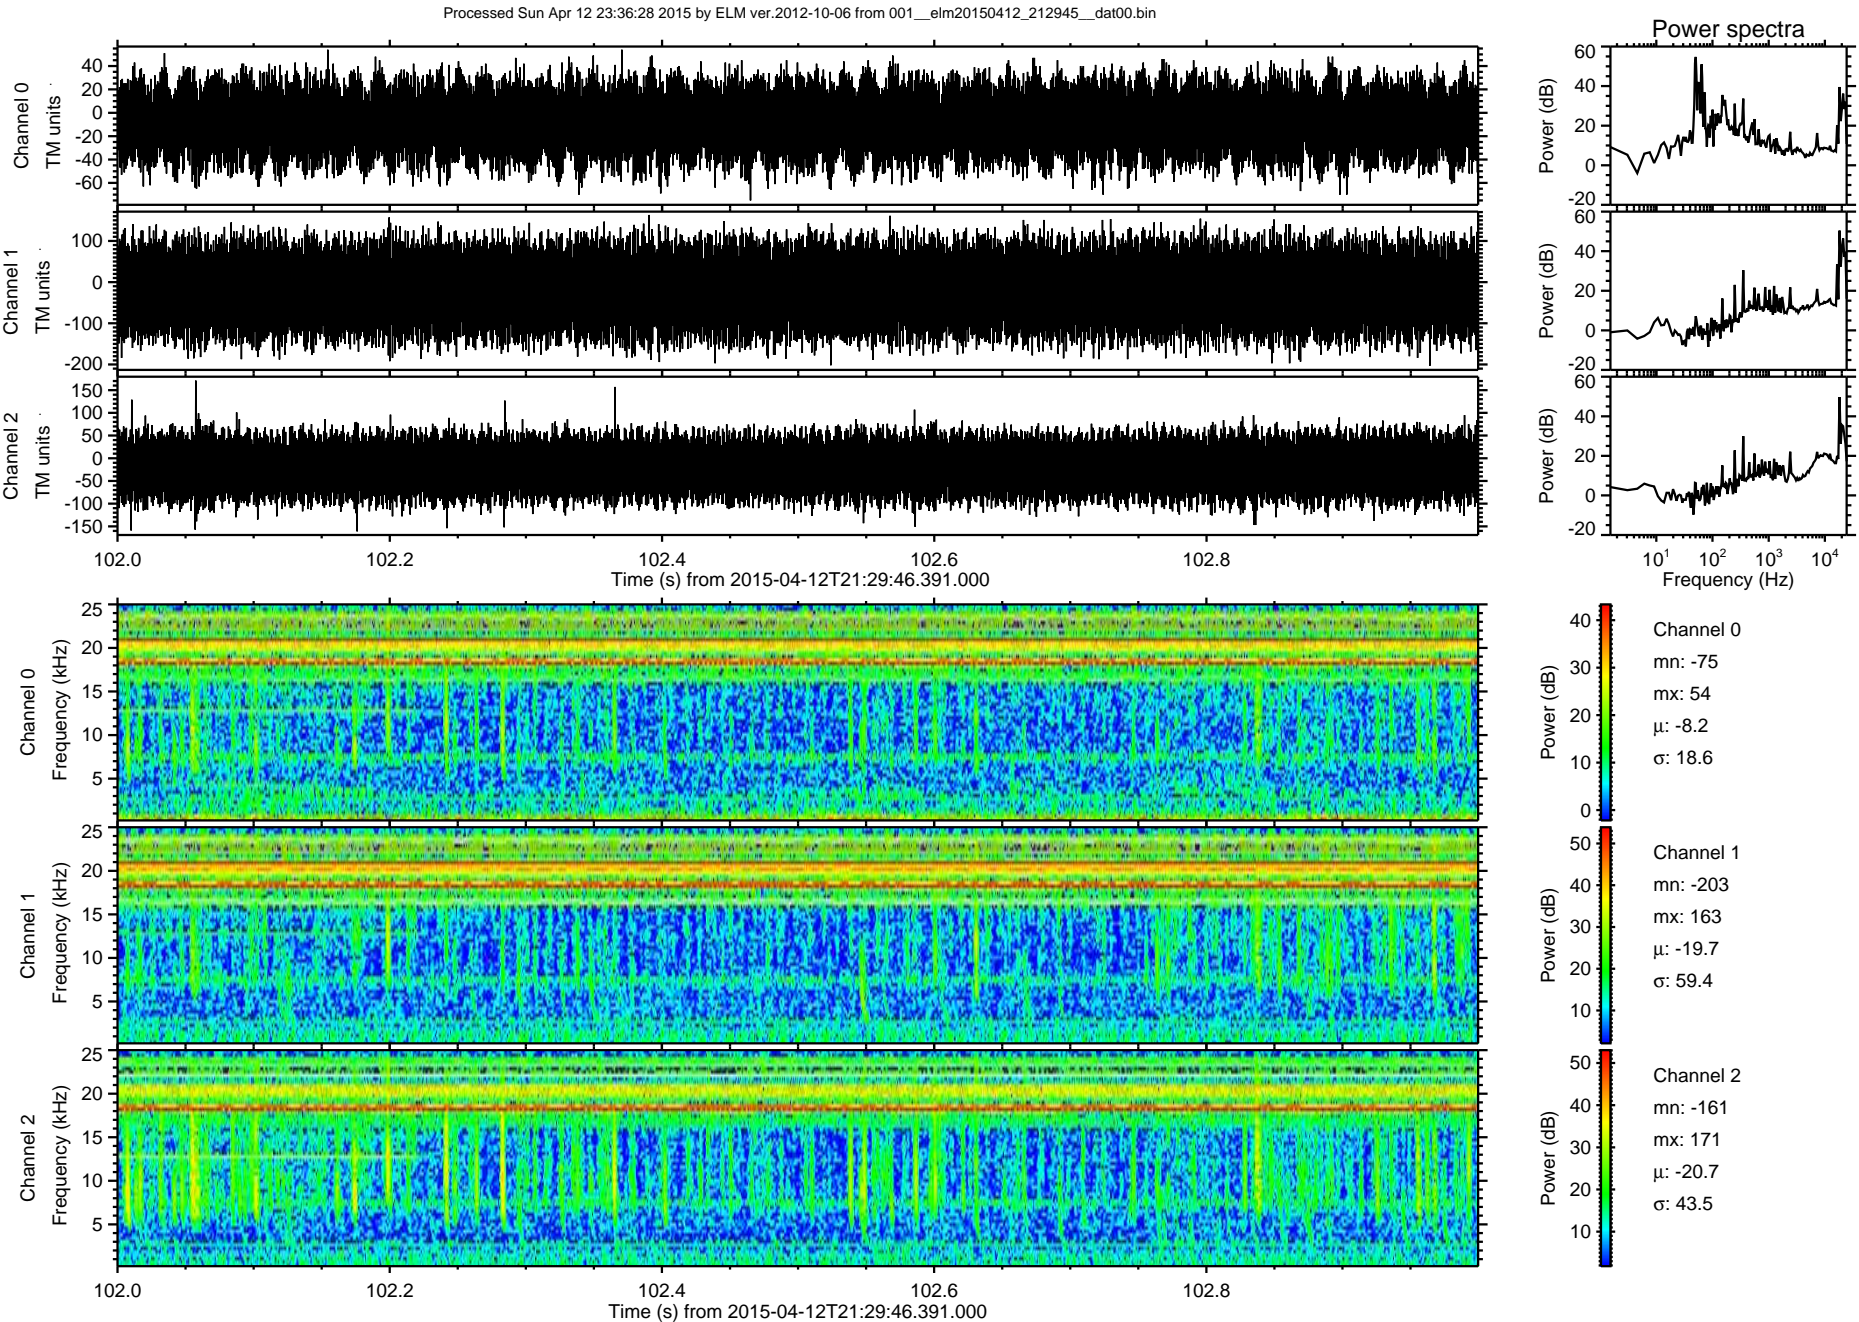 Processed Sun Apr 12 23:36:28 2015 by ELM ver.2012-10-06 from 001__elm20150412_212945__dat00.bin
Power spectra
Channel 0
TM units
40
20
0
-20
-40
-60
Power (dB)
60
40
20
0
-20
Channel 1
TM units
100
0
-100
-200
Power (dB)
60
40
20
0
-20
Channel 2
TM units
150
100
50
0
-50
-100
-150
Power (dB)
60
40
20
0
-20
102.0 102.2 102.4 102.6 102.8
Time (s) from 2015-04-12T21:29:46.391.000
10¹ 10² 10³ 10⁴
Frequency (Hz)
Channel 0
Frequency (kHz)
25
20
15
10
5
Power (dB)
40
30
20
10
0
Channel 0
mn: -75
mx: 54
μ: -8.2
σ: 18.6
Channel 1
Frequency (kHz)
25
20
15
10
5
Power (dB)
50
40
30
20
10
Channel 1
mn: -203
mx: 163
μ: -19.7
σ: 59.4
Channel 2
Frequency (kHz)
25
20
15
10
5
Power (dB)
50
40
30
20
10
Channel 2
mn: -161
mx: 171
μ: -20.7
σ: 43.5
102.0 102.2 102.4 102.6 102.8
Time (s) from 2015-04-12T21:29:46.391.000